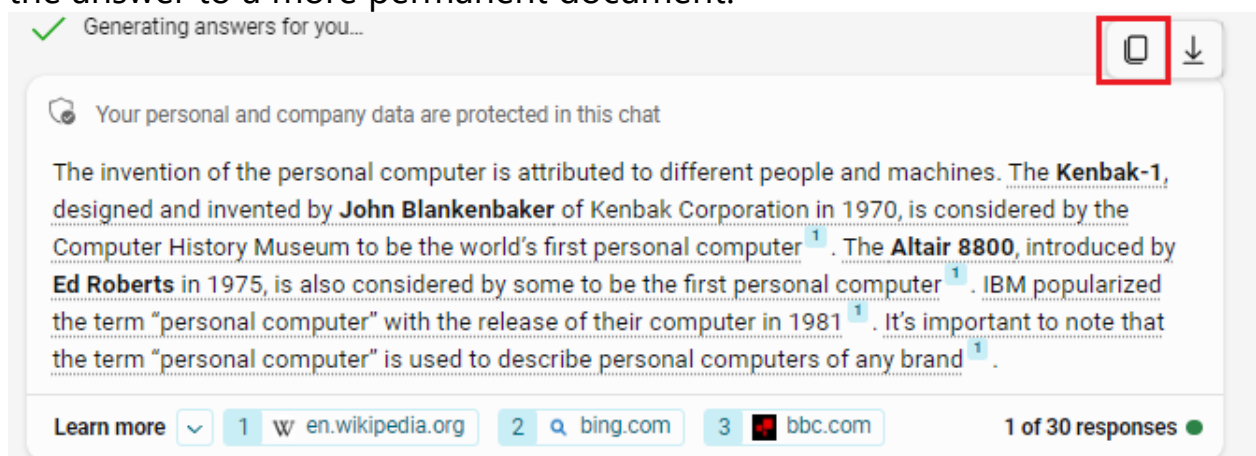 the answer to a more permanent document.
Generating answers for you...
Your personal and company data are protected in this chat
The invention of the personal computer is attributed to different people and machines. The Kenbak-1,
designed and invented by John Blankenbaker of Kenbak Corporation in 1970, is considered by the
Computer History Museum to be the world's first personal computer 1 . The Altair 8800, introduced by
Ed Roberts in 1975, is also considered by some to be the first personal computer 1 . IBM popularized
the term "personal computer" with the release of their computer in 1981 1 . It's important to note that
the term "personal computer" is used to describe personal computers of any brand 1 .
Learn more 1 W en.wikipedia.org 2 bing.com 3 bbc.com 1 of 30 responses